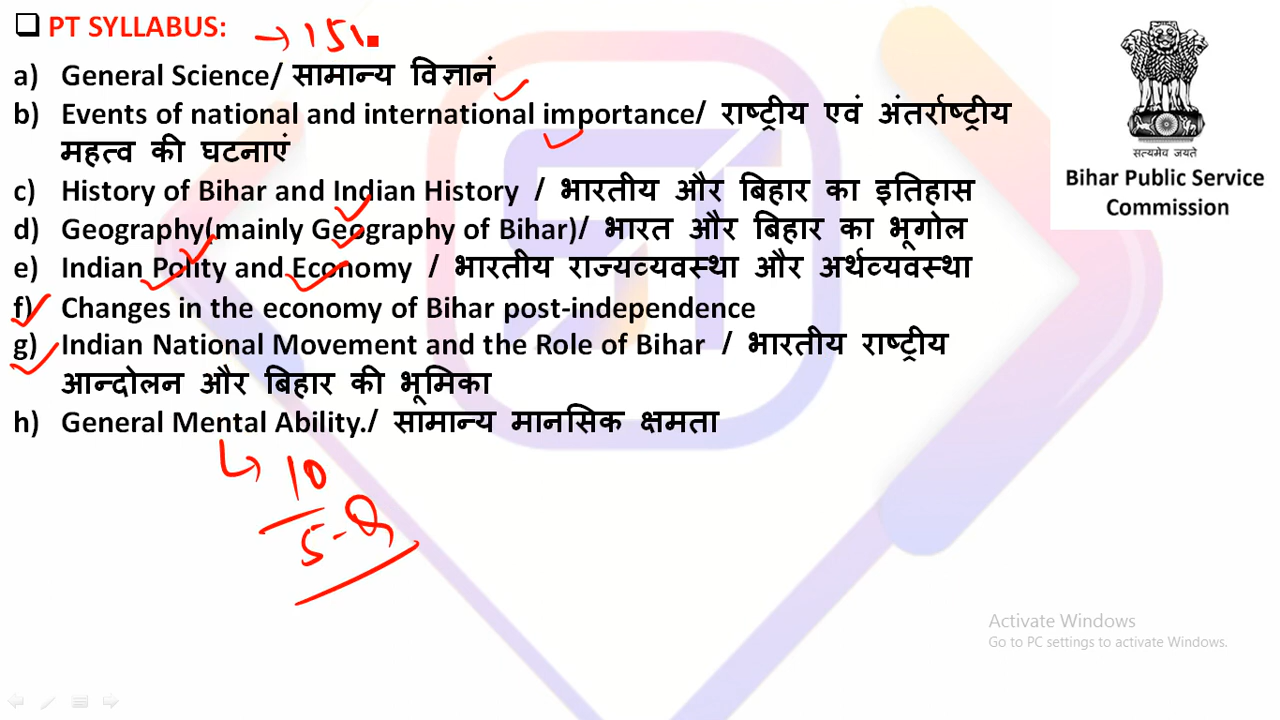 PT SYLLABUS: → 151
a) General Science/ सामान्य विज्ञानं
b) Events of national and international importance/ राष्ट्रीय एवं अंतर्राष्ट्रीय
महत्व की घटनाएं
c) History of Bihar and Indian History / भारतीय और बिहार का इतिहास
d) Geography(mainly Geography of Bihar)/ भारत और बिहार का भूगोल
e) Indian Polity and Economy / भारतीय राज्यव्यवस्था और अर्थव्यवस्था
f) Changes in the economy of Bihar post-independence
g) Indian National Movement and the Role of Bihar / भारतीय राष्ट्रीय
आन्दोलन और बिहार की भूमिका
h) General Mental Ability./ सामान्य मानसिक क्षमता
10
5-8
सत्यमेव जयते
Bihar Public Service
Commission
Activate Windows
Go to PC settings to activate Windows.